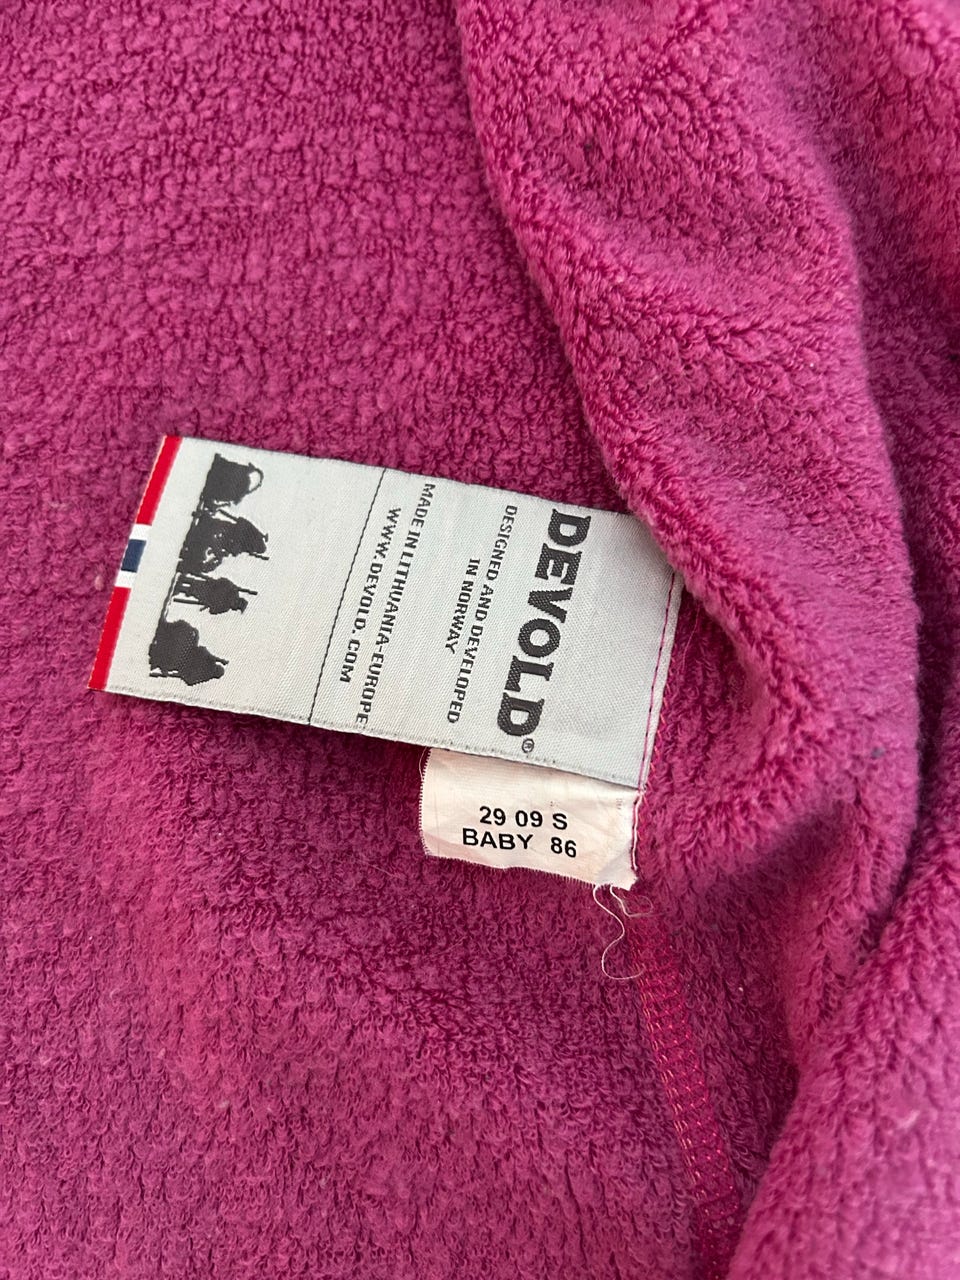 DEVOLD®
DESIGNED AND DEVELOPED
IN NORWAY
MADE IN LITHUANIA-EUROPE
WWW.DEVOLD.COM
29 09 S
BABY 86